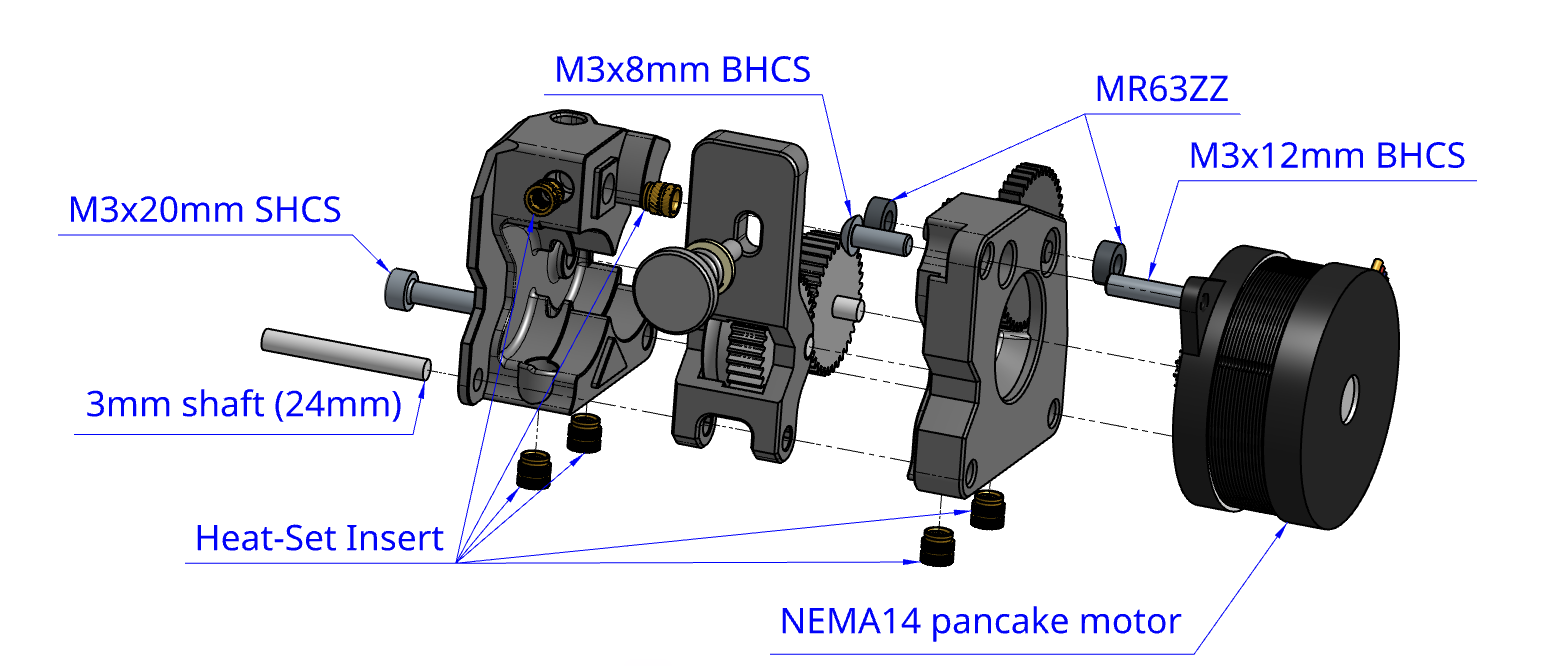 M3x8mm BHCS
MR63ZZ
M3x12mm BHCS
M3x20mm SHCS
3mm shaft (24mm)
Heat-Set Insert
NEMA14 pancake motor